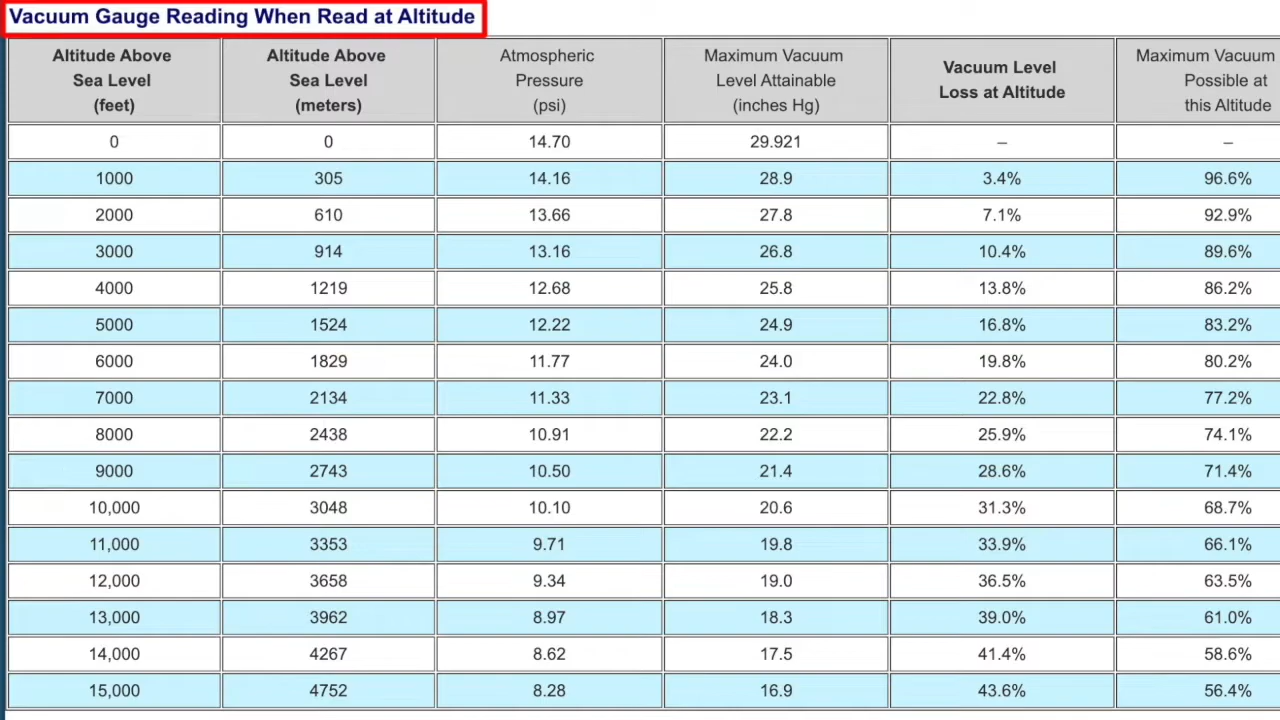 Vacuum Gauge Reading When Read at Altitude
Altitude Above Sea Level (feet) Altitude Above Sea Level (meters) Atmospheric Pressure (psi) Maximum Vacuum Level Attainable (inches Hg) Vacuum Level Loss at Altitude Maximum Vacuum Possible at this Altitude
0 0 14.70 29.921 – –
1000 305 14.16 28.9 3.4% 96.6%
2000 610 13.66 27.8 7.1% 92.9%
3000 914 13.16 26.8 10.4% 89.6%
4000 1219 12.68 25.8 13.8% 86.2%
5000 1524 12.22 24.9 16.8% 83.2%
6000 1829 11.77 24.0 19.8% 80.2%
7000 2134 11.33 23.1 22.8% 77.2%
8000 2438 10.91 22.2 25.9% 74.1%
9000 2743 10.50 21.4 28.6% 71.4%
10,000 3048 10.10 20.6 31.3% 68.7%
11,000 3353 9.71 19.8 33.9% 66.1%
12,000 3658 9.34 19.0 36.5% 63.5%
13,000 3962 8.97 18.3 39.0% 61.0%
14,000 4267 8.62 17.5 41.4% 58.6%
15,000 4752 8.28 16.9 43.6% 56.4%